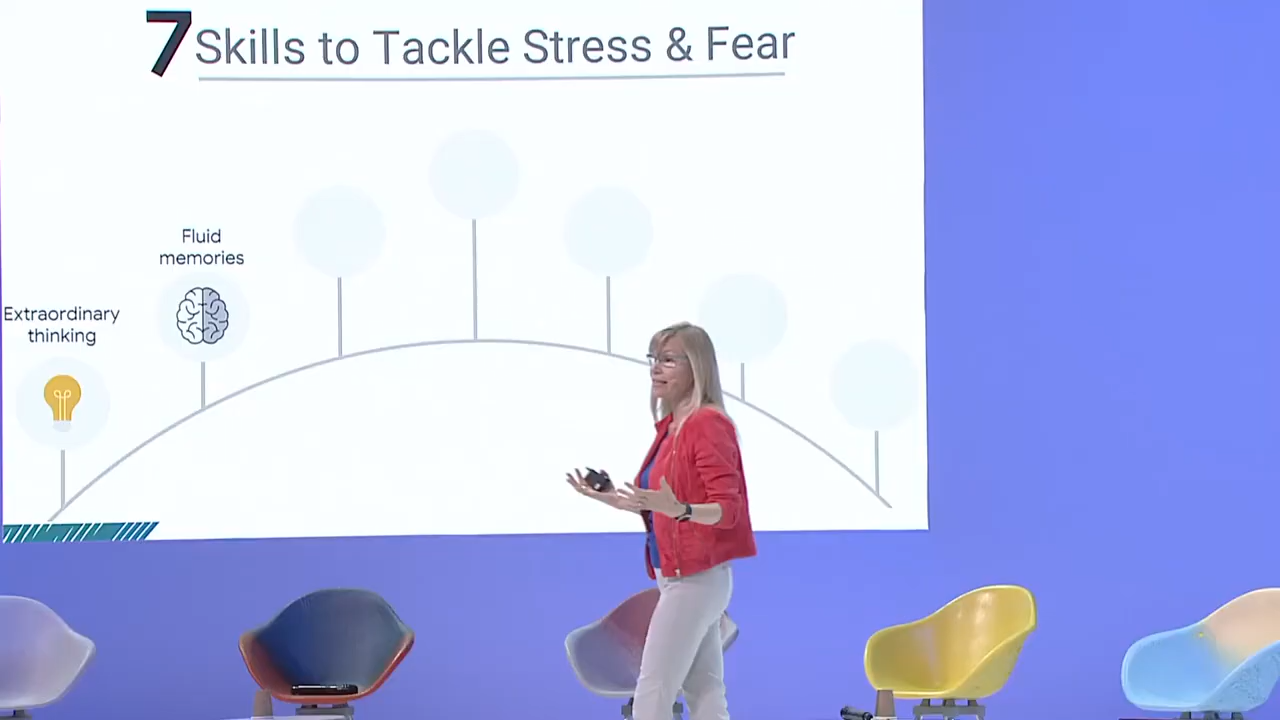 7 Skills to Tackle Stress & Fear
Fluid
memories
Extraordinary
thinking